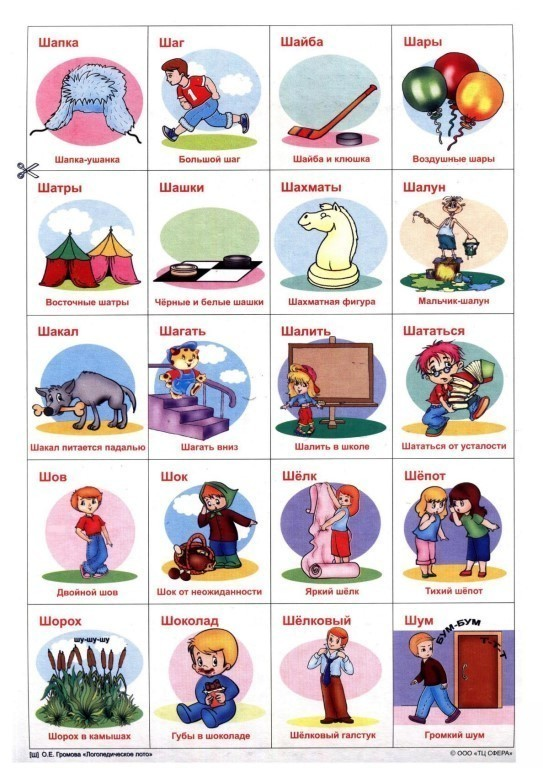 Шапка
Шаг
Шайба
Шары
Шапка-ушанка
Большой шаг
Шайба и клюшка
Воздушные шары
Шатры
Шашки
Шахматы
Шалун
Восточные шатры
Чёрные и белые шашки
Шахматная фигура
Мальчик-шалун
Шакал
Шагать
Шалить
Шататься
Шакал питается падалью
Шагать вниз
Шалить в школе
Шататься от усталости
Шов
Шок
Шёлк
Шёпот
Двойной шов
Шок от неожиданности
Яркий шёлк
Тихий шёпот
Шорох
Шоколад
Шёлковый
Шум
шу-шу-шу
БУМ-БУМ
Т-Т-Т
Шорох в камышах
Губы в шоколаде
Шёлковый галстук
Громкий шум
[Ш] О.Е. Громова «Логопедическое лото»
© ООО «ТЦ СФЕРА»